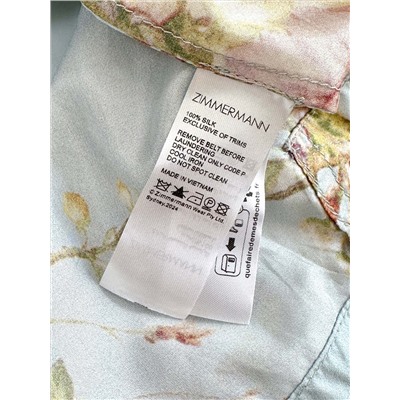 ZIMMERMANN
100% SILK
EXCLUSIVE OF TRIMS
REMOVE BELT BEFORE
LAUNDERING
DRY CLEAN ONLY CODE P
COOL IRON
DO NOT SPOT CLEAN
MADE IN VIETNAM
© Zimmermann Wear Pty Ltd.
Sydney.2024
quefairedemesdechets.fr